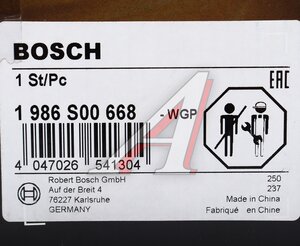 BOSCH
1 St/Pc
1 986 S00 668
- WGP
EAC
4 047026 541304
Robert Bosch GmbH
Auf der Breit 4
76227 Karlsruhe
GERMANY
250
237
Made in China
Fabriqué en Chine